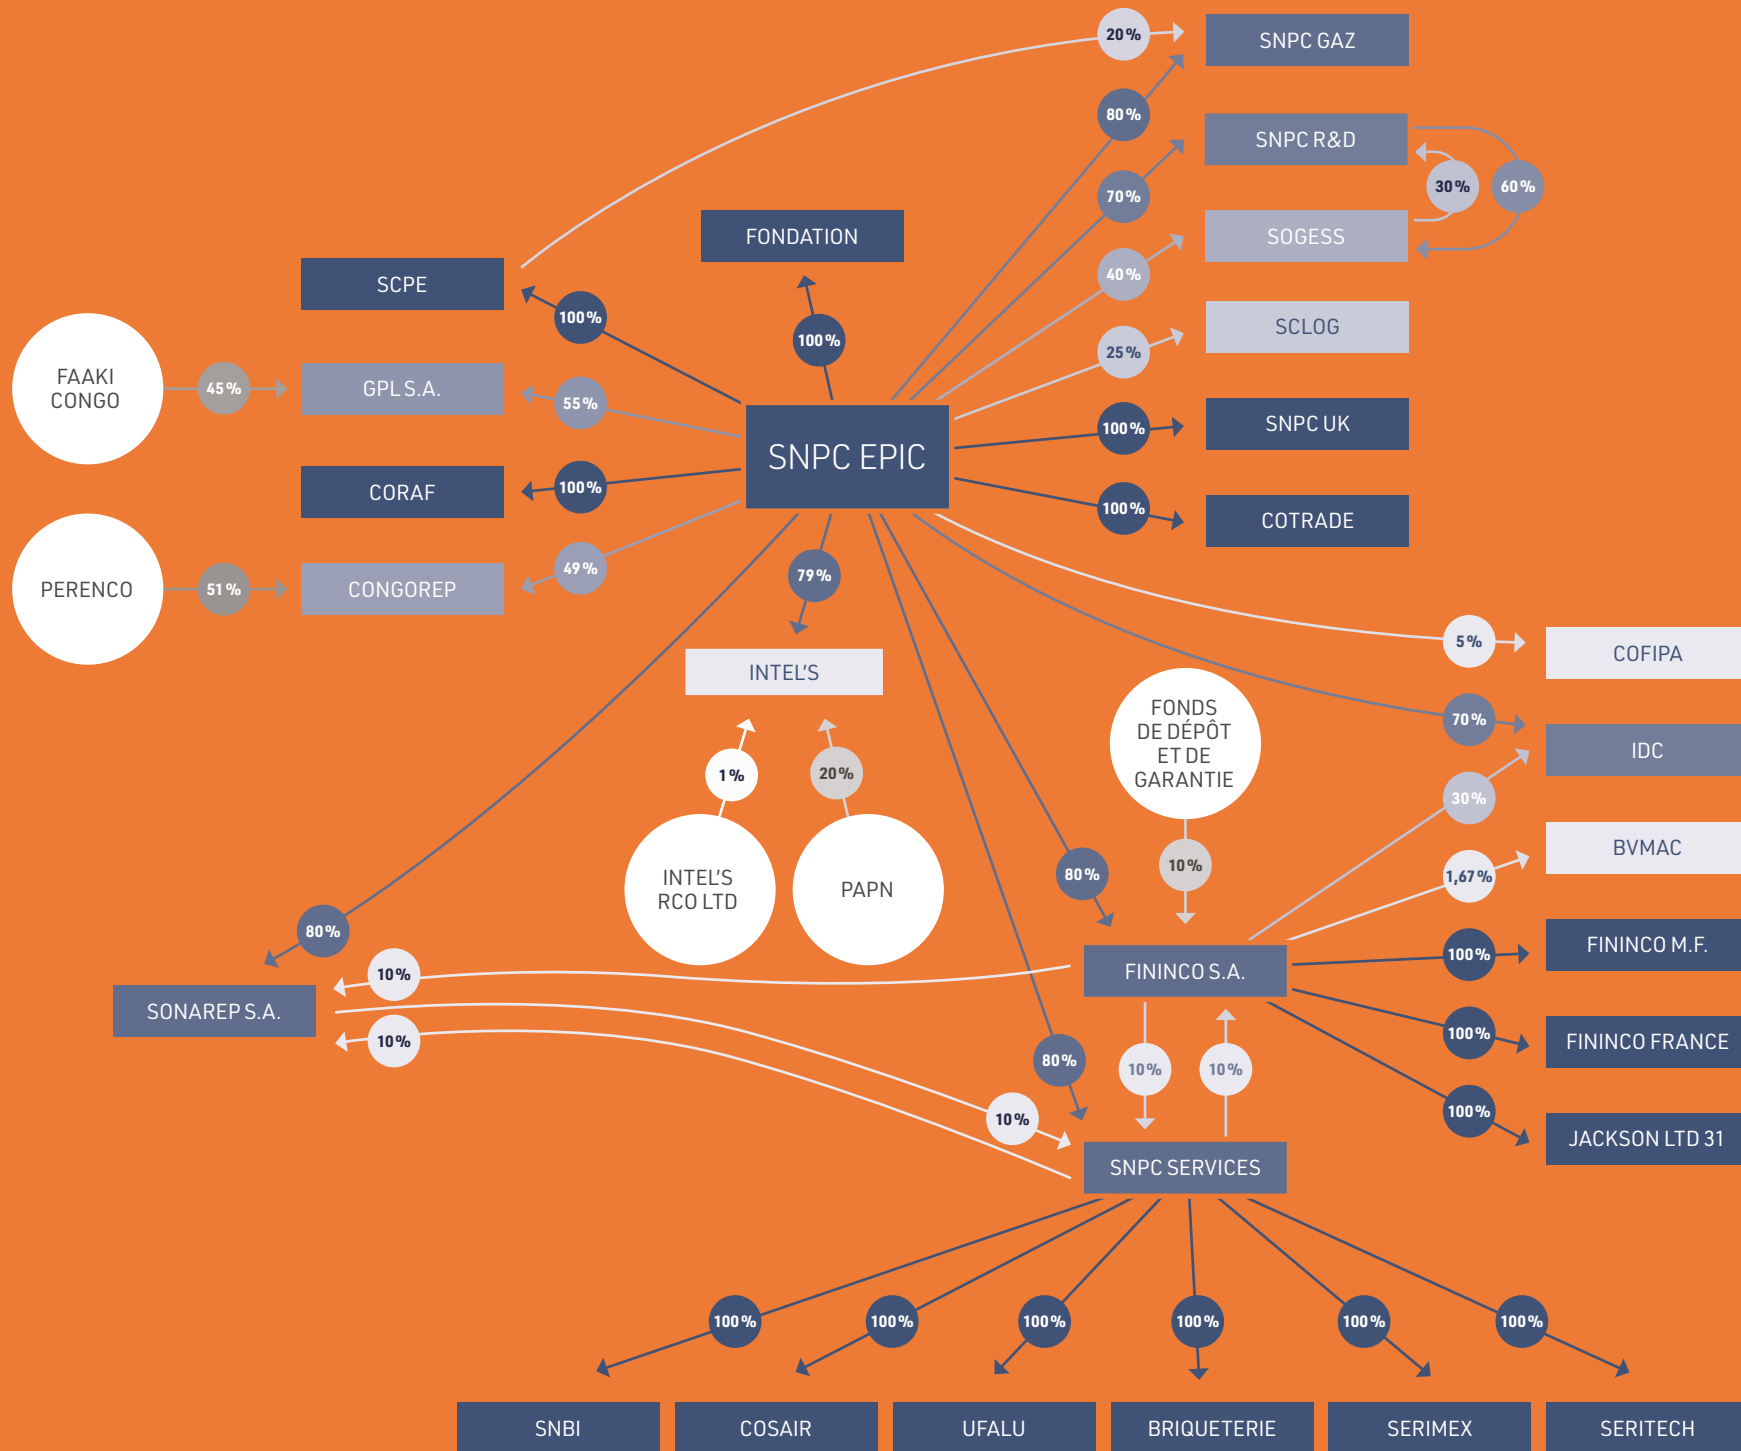 20%
SNPC GAZ
80%
SNPC R&D
70%
30%
60%
FONDATION
SOGESS
40%
SCPE
100%
100%
SCLOG
25%
FAAKI
CONGO
45%
GPL S.A.
55%
SNPC EPIC
100%
SNPC UK
CORAF
100%
100%
COTRADE
PERENCO
51%
CONGOREP
49%
79%
INTEL'S
5%
COFIPA
FONDS
DE DÉPÔT
ET DE
GARANTIE
70%
IDC
30%
1%
20%
INTEL'S
RCO LTD
PAPN
80%
10%
BVMAC
1,67%
80%
10%
FININCO S.A.
100%
FININCO M.F.
SONAREP S.A.
10%
80%
10%
10%
100%
FININCO FRANCE
10%
100%
JACKSON LTD 31
SNPC SERVICES
100%
100%
100%
100%
100%
100%
SNBI
COSAIR
UFALU
BRIQUETERIE
SERIMEX
SERITECH